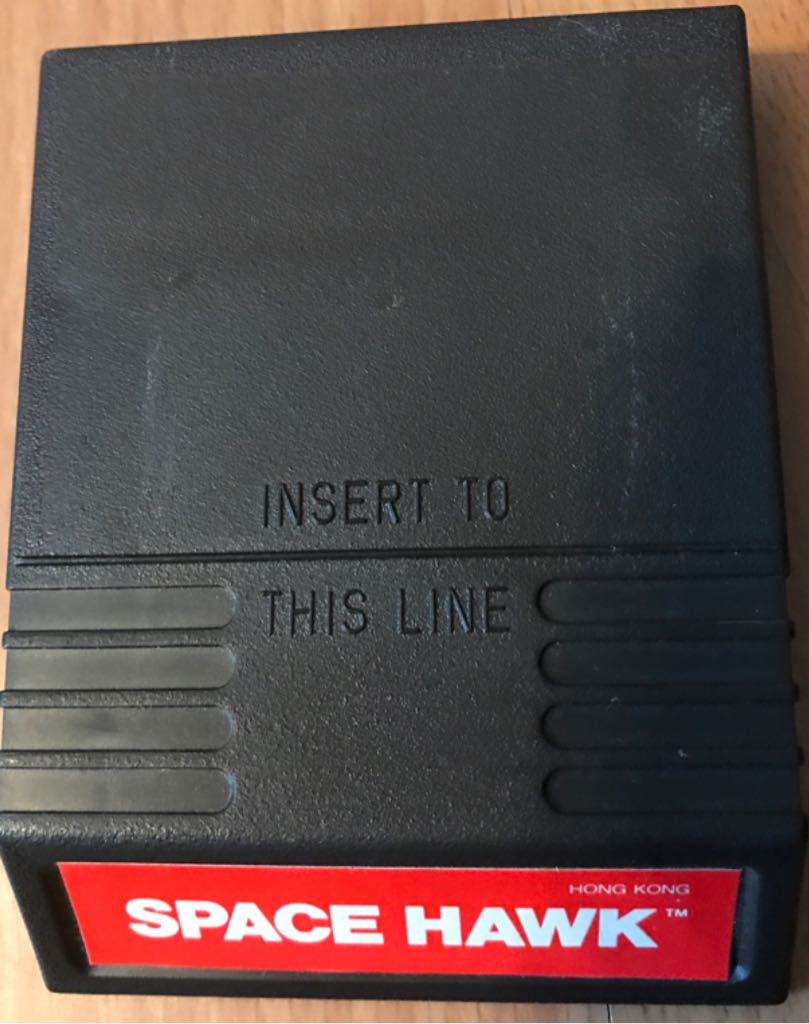 INSERT TO
THIS LINE
HONG KONG
SPACE HAWK™